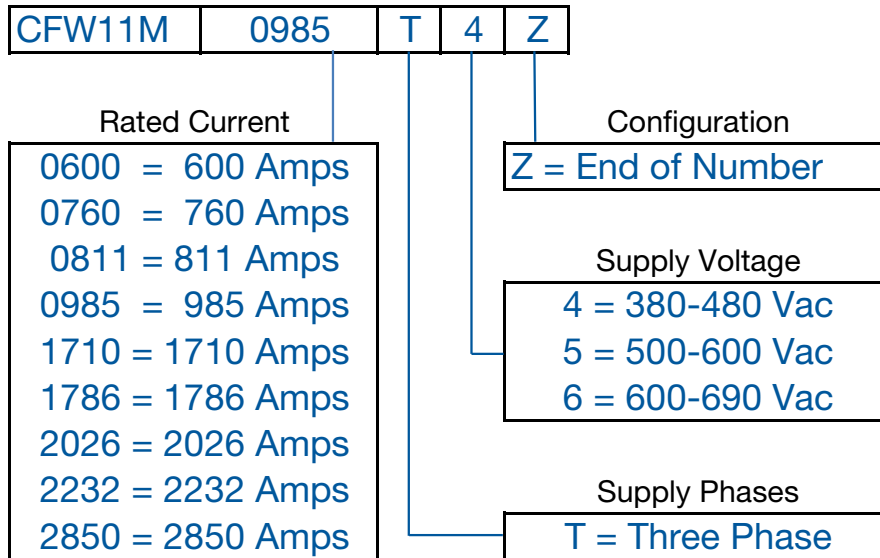 CFW11M 0985 T 4 Z
Rated Current
0600 = 600 Amps
0760 = 760 Amps
0811 = 811 Amps
0985 = 985 Amps
1710 = 1710 Amps
1786 = 1786 Amps
2026 = 2026 Amps
2232 = 2232 Amps
2850 = 2850 Amps
Configuration
Z = End of Number
Supply Voltage
4 = 380-480 Vac
5 = 500-600 Vac
6 = 600-690 Vac
Supply Phases
T = Three Phase